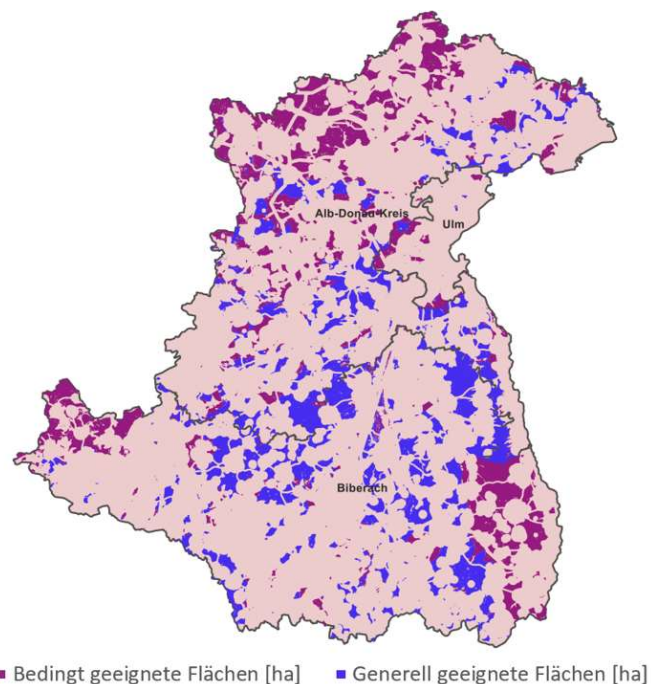 Alb-Donau-Kreis
Ulm
Biberach
Bedingt geeignete Flächen [ha] Generell geeignete Flächen [ha]